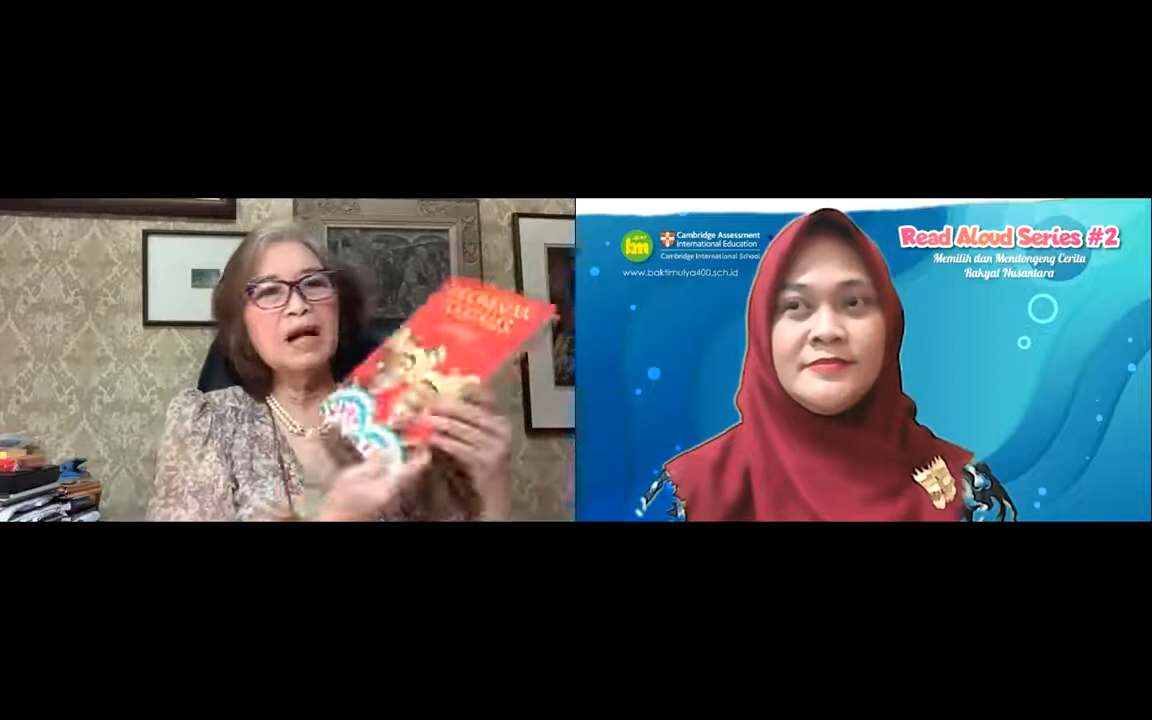 Cambridge Assessment
International Education
Cambridge International School
www.baktimulya400.sch.id
Read Aloud Series #2
Memilih dan Mendongeng Cerita
Rakyat Nusantara